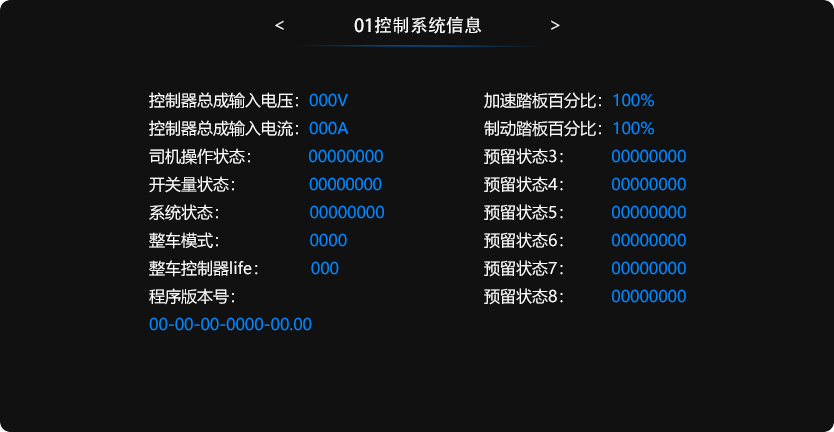 < 01控制系统信息 >
控制器总成输入电压：000V
控制器总成输入电流：000A
司机操作状态：00000000
开关量状态：00000000
系统状态：00000000
整车模式：0000
整车控制器life：000
程序版本号：
00-00-00-0000-00.00
加速踏板百分比：100%
制动踏板百分比：100%
预留状态3：00000000
预留状态4：00000000
预留状态5：00000000
预留状态6：00000000
预留状态7：00000000
预留状态8：00000000